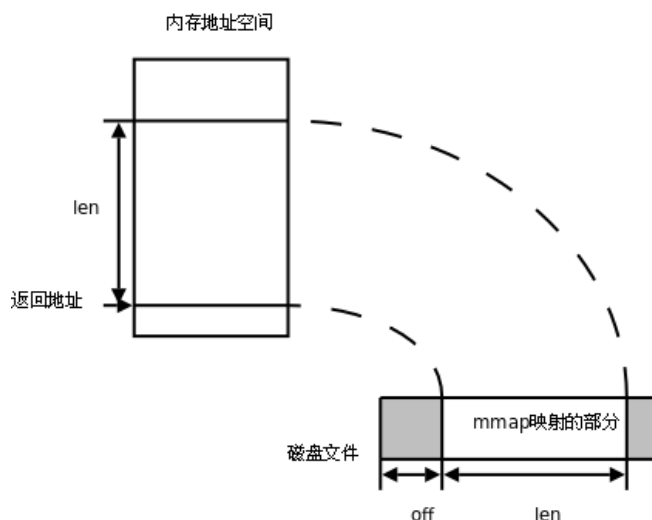 内存地址空间
len
返回地址
mmap映射的部分
磁盘文件
off
len